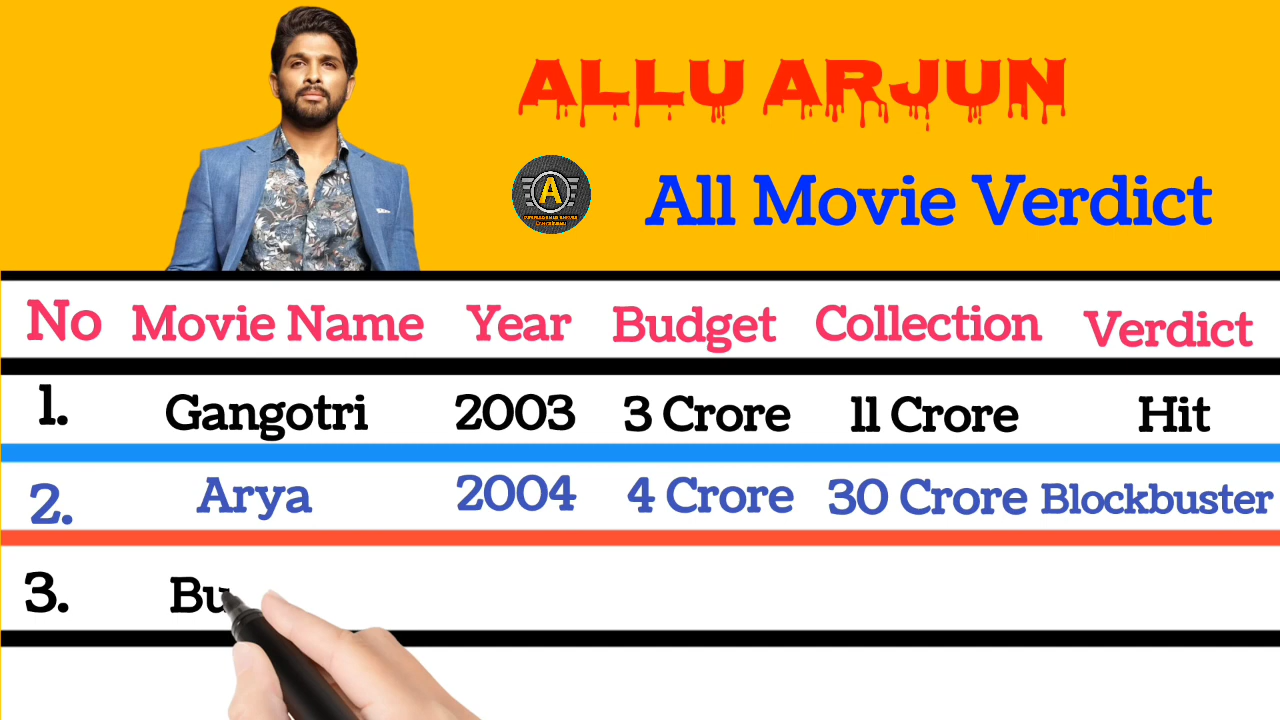 ALLU ARJUN
A
All Movie Verdict
No Movie Name Year Budget Collection Verdict
1. Gangotri 2003 3 Crore 11 Crore Hit
2. Arya 2004 4 Crore 30 Crore Blockbuster
3. Bu